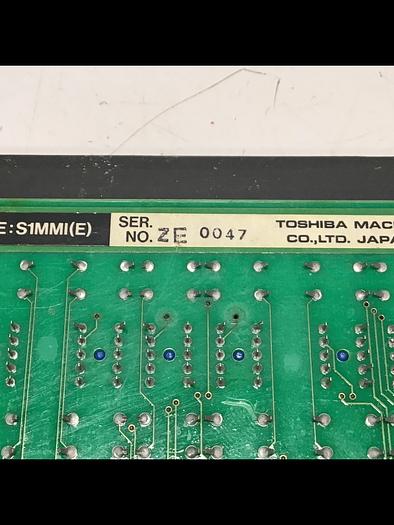 E:S1MMI(E)
SER.
NO. ZE 0047
TOSHIBA MAC
CO.,LTD. JAPA